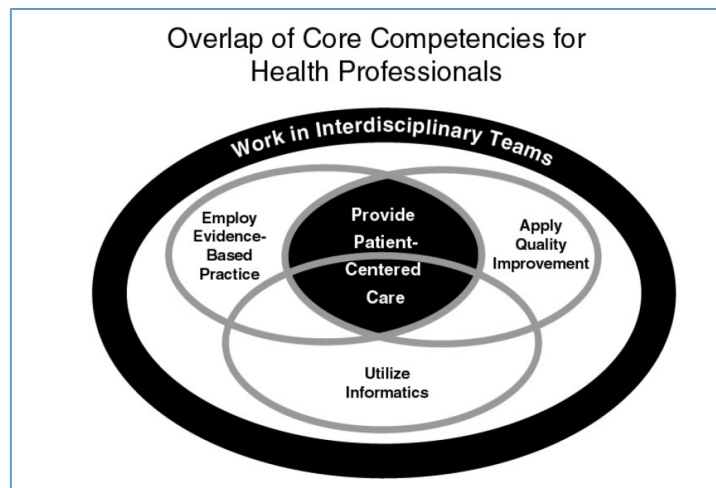 Overlap of Core Competencies for
Health Professionals
Work in Interdisciplinary Teams
Employ
Evidence-
Based
Practice
Provide
Patient-
Centered
Care
Apply
Quality
Improvement
Utilize
Informatics